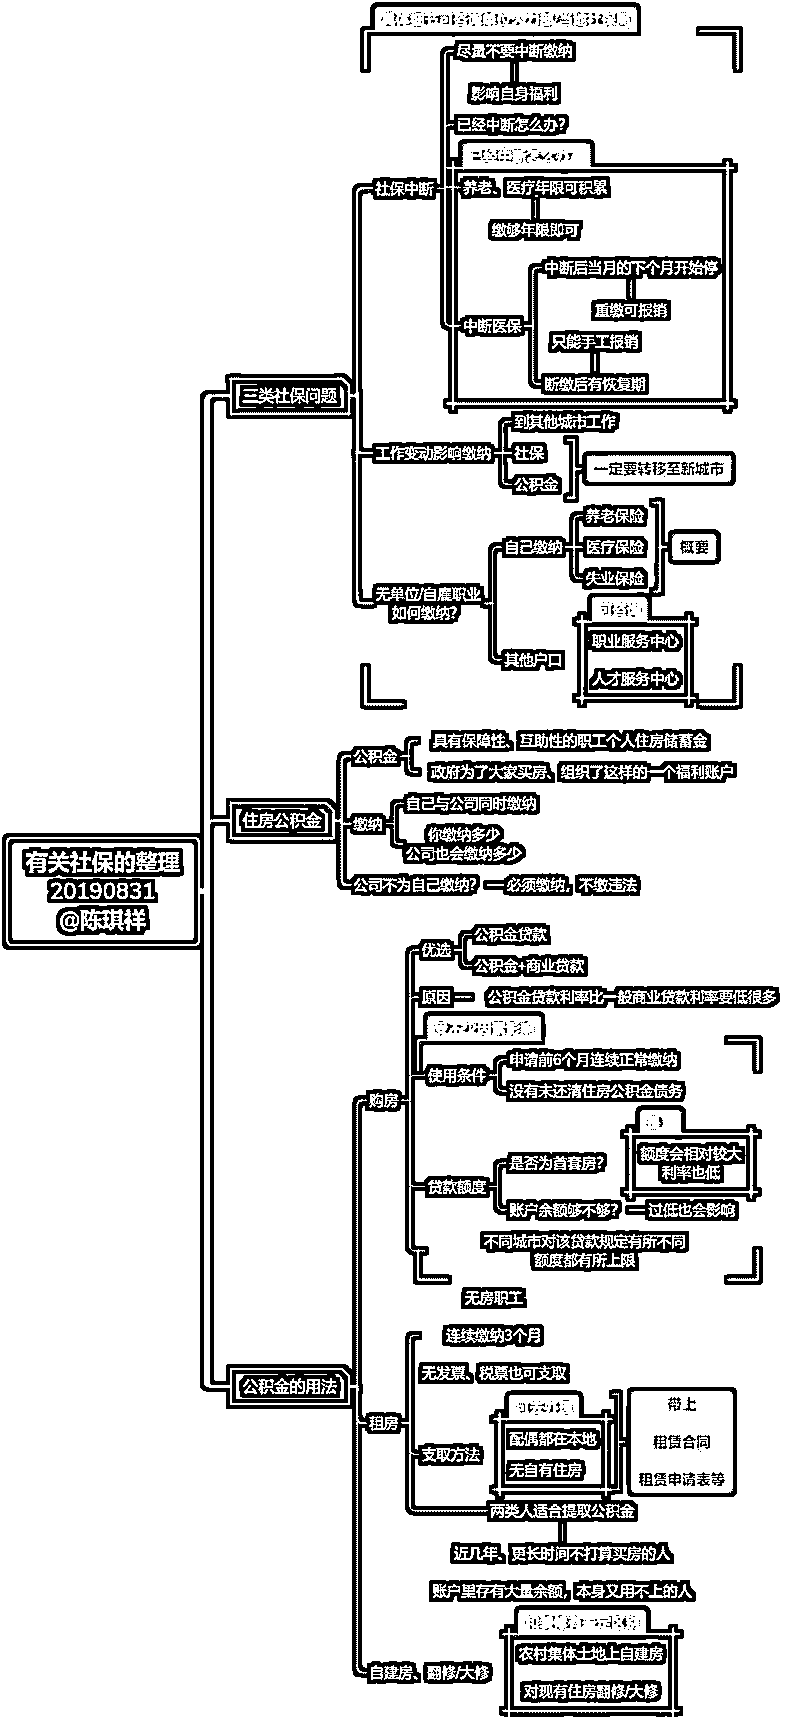 有关社保的整理
20190831
@陈琪祥
三类社保问题
社保中断
尽量不要中断缴纳
影响自身福利
已经中断怎么办?
养老、医疗年限可积累
缴够年限即可
中断医保
中断后当月的下个月开始停
重缴可报销
只能手工报销
断缴后有恢复期
工作变动影响缴纳
到其他城市工作
社保
公积金
一定要转移至新城市
无单位/自雇职业
如何缴纳?
自己缴纳
养老保险
医疗保险
失业保险
概要
其他户口
可咨询
职业服务中心
人才服务中心
住房公积金
公积金
具有保障性、互助性的职工个人住房储蓄金
政府为了大家买房、组织了这样的一个福利账户
缴纳
自己与公司同时缴纳
你缴纳多少
公司也会缴纳多少
公司不为自己缴纳?
必须缴纳,不缴违法
公积金的用法
购房
优选
公积金贷款
公积金+商业贷款
原因
公积金贷款利率比一般商业贷款利率要低很多
使用条件
申请前6个月连续正常缴纳
没有未还清住房公积金债务
贷款额度
是否为首套房?
额度会相对较大
利率也低
账户余额够不够?
过低也会影响
不同城市对该贷款规定有所不同
额度都有所上限
租房
无房职工
连续缴纳3个月
无发票、税票也可支取
支取方法
配偶都在本地
无自有住房
带上
租赁合同
租赁申请表等
两类人适合提取公积金
近几年、更长时间不打算买房的人
账户里存有大量余额,本身又用不上的人
自建房、翻修/大修
农村集体土地上自建房
对现有住房翻修/大修